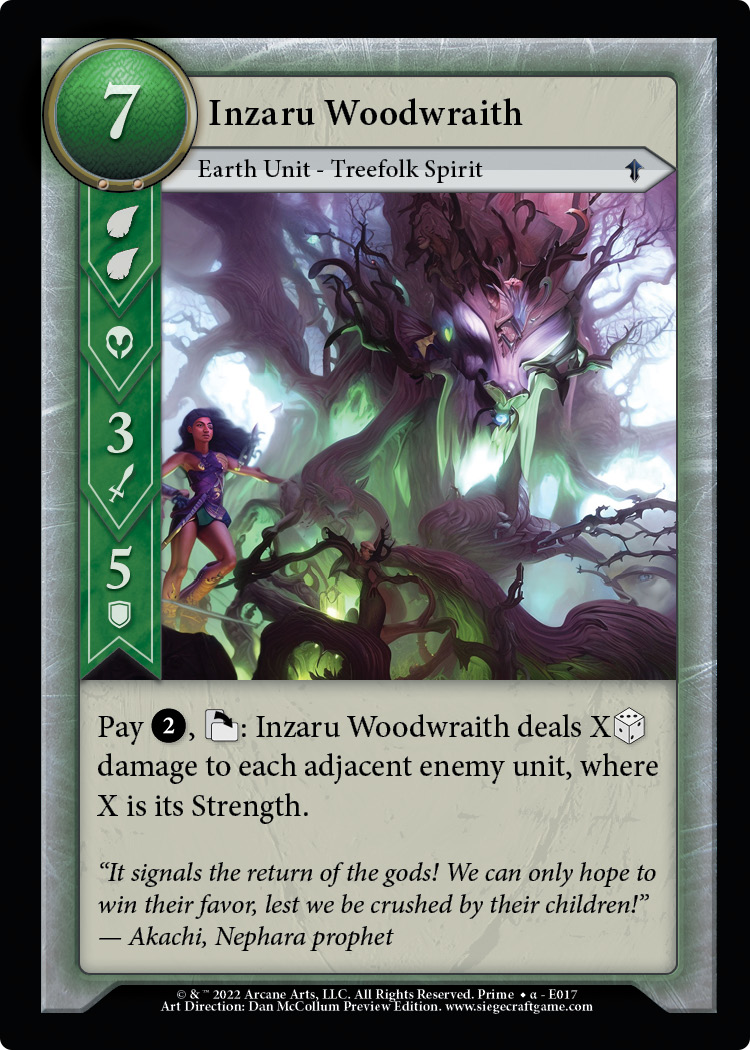 7
Inzaru Woodwraith
Earth Unit - Treefolk Spirit
3
5
Pay 2, : Inzaru Woodwraith deals X
damage to each adjacent enemy unit, where
X is its Strength.
“It signals the return of the gods! We can only hope to
win their favor, lest we be crushed by their children!”
— Akachi, Nephara prophet
© & ™ 2022 Arcane Arts, LLC. All Rights Reserved. Prime ⬥ α - E017
Art Direction: Dan McCollum Preview Edition. www.siegecraftgame.com